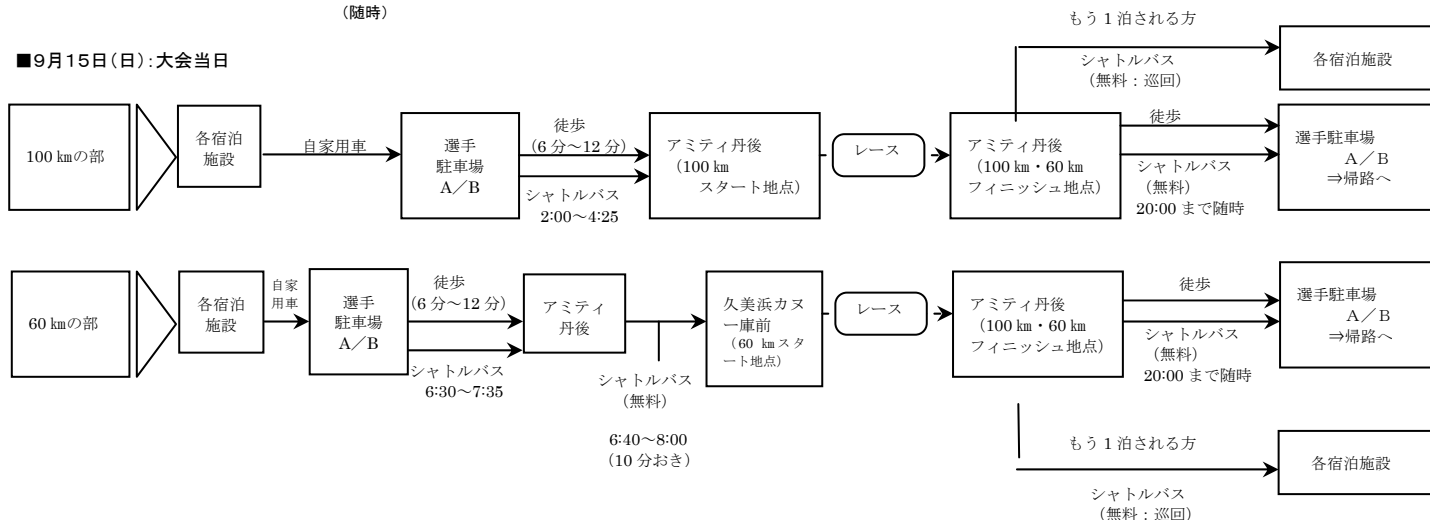 (随時)
もう1泊される方
■9月15日(日):大会当日
シャトルバス
(無料:巡回)
各宿泊施設
100 ㎞の部
各宿泊
施設
自家用車
選手
駐車場
A/B
徒歩
(6分~12分)
シャトルバス
2:00~4:25
アミティ丹後
(100 ㎞
スタート地点)
レース
アミティ丹後
(100 ㎞・60 ㎞
フィニッシュ地点)
徒歩
シャトルバス
(無料)
20:00 まで随時
選手駐車場
A/B
⇒帰路へ
60 ㎞の部
各宿泊
施設
自家
用車
選手
駐車場
A/B
徒歩
(6分~12分)
シャトルバス
6:30~7:35
アミティ
丹後
シャトルバス
(無料)
6:40~8:00
(10 分おき)
久美浜カヌ
ー庫前
(60 ㎞スタ
ート地点)
レース
アミティ丹後
(100 ㎞・60 ㎞
フィニッシュ地点)
徒歩
シャトルバス
(無料)
20:00 まで随時
選手駐車場
A/B
⇒帰路へ
もう1泊される方
シャトルバス
(無料:巡回)
各宿泊施設